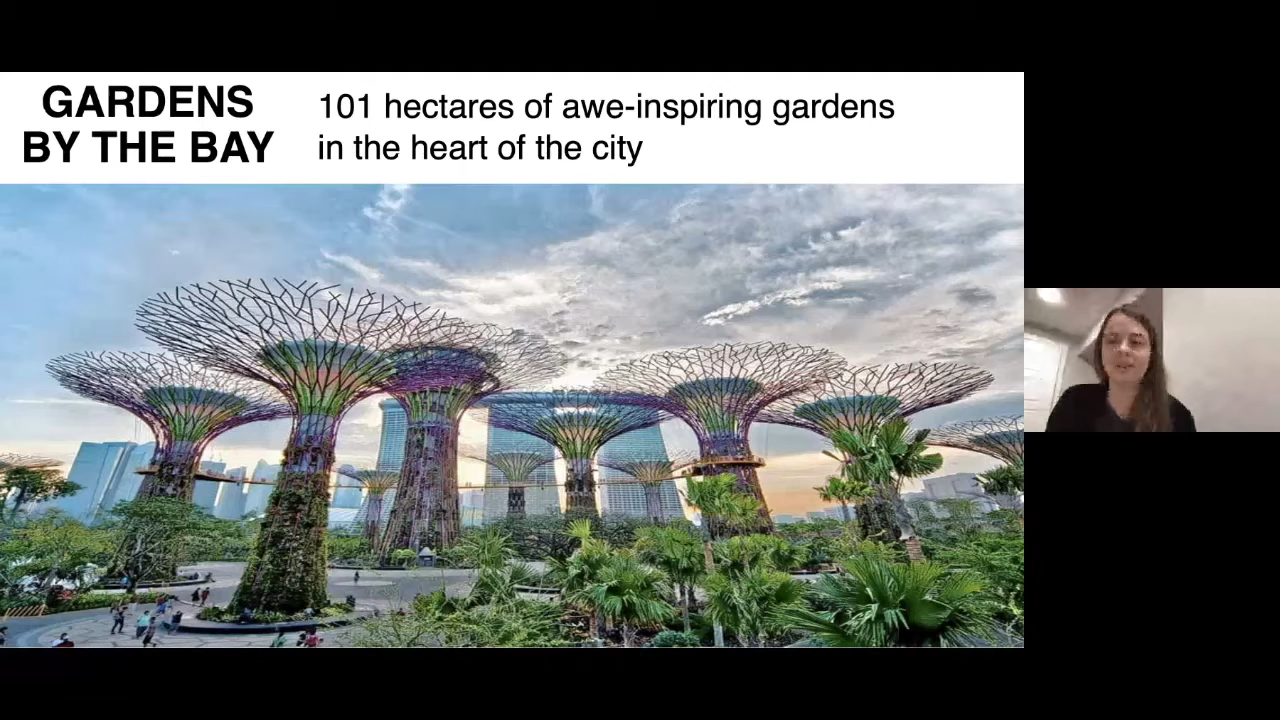 GARDENS
BY THE BAY
101 hectares of awe-inspiring gardens
in the heart of the city